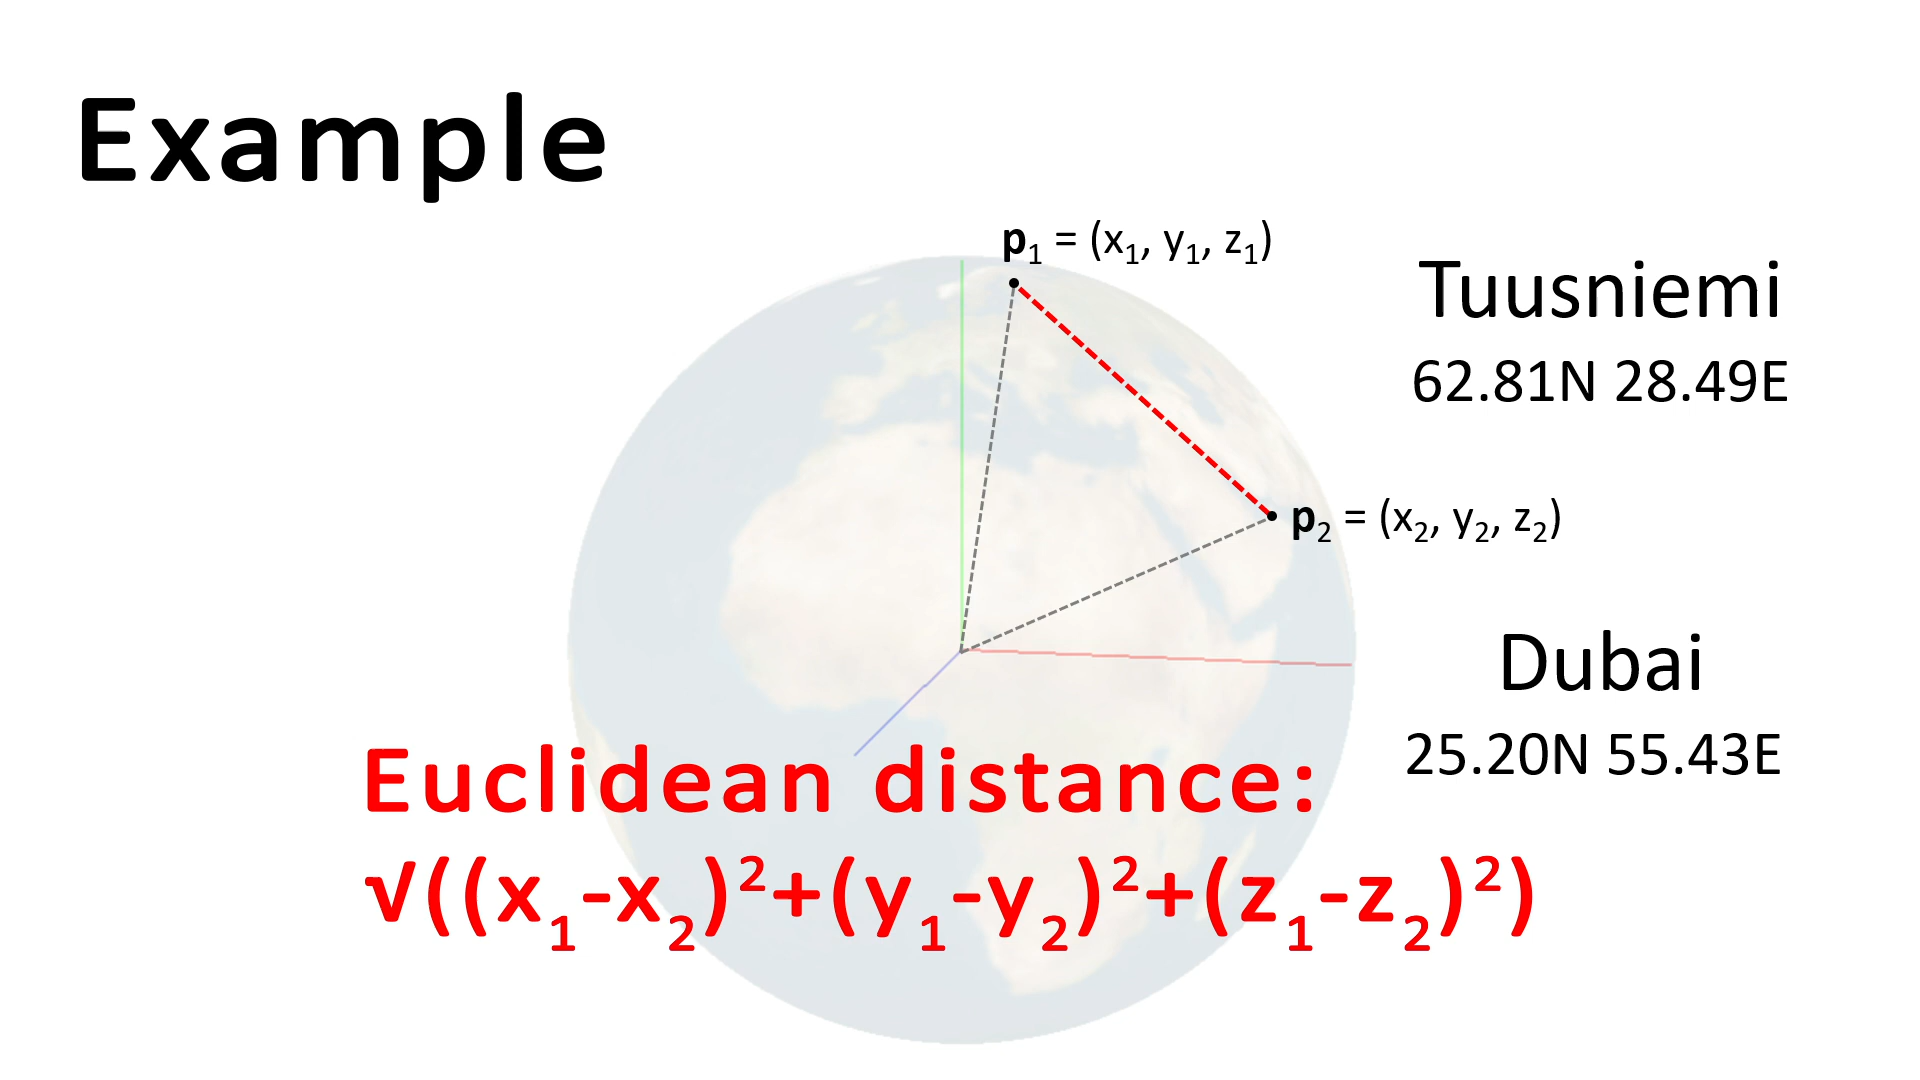 Example
p₁ = (x₁, y₁, z₁)
Tuusniemi
62.81N 28.49E
p₂ = (x₂, y₂, z₂)
Dubai
25.20N 55.43E
Euclidean distance:
√((x₁-x₂)²+(y₁-y₂)²+(z₁-z₂)²)